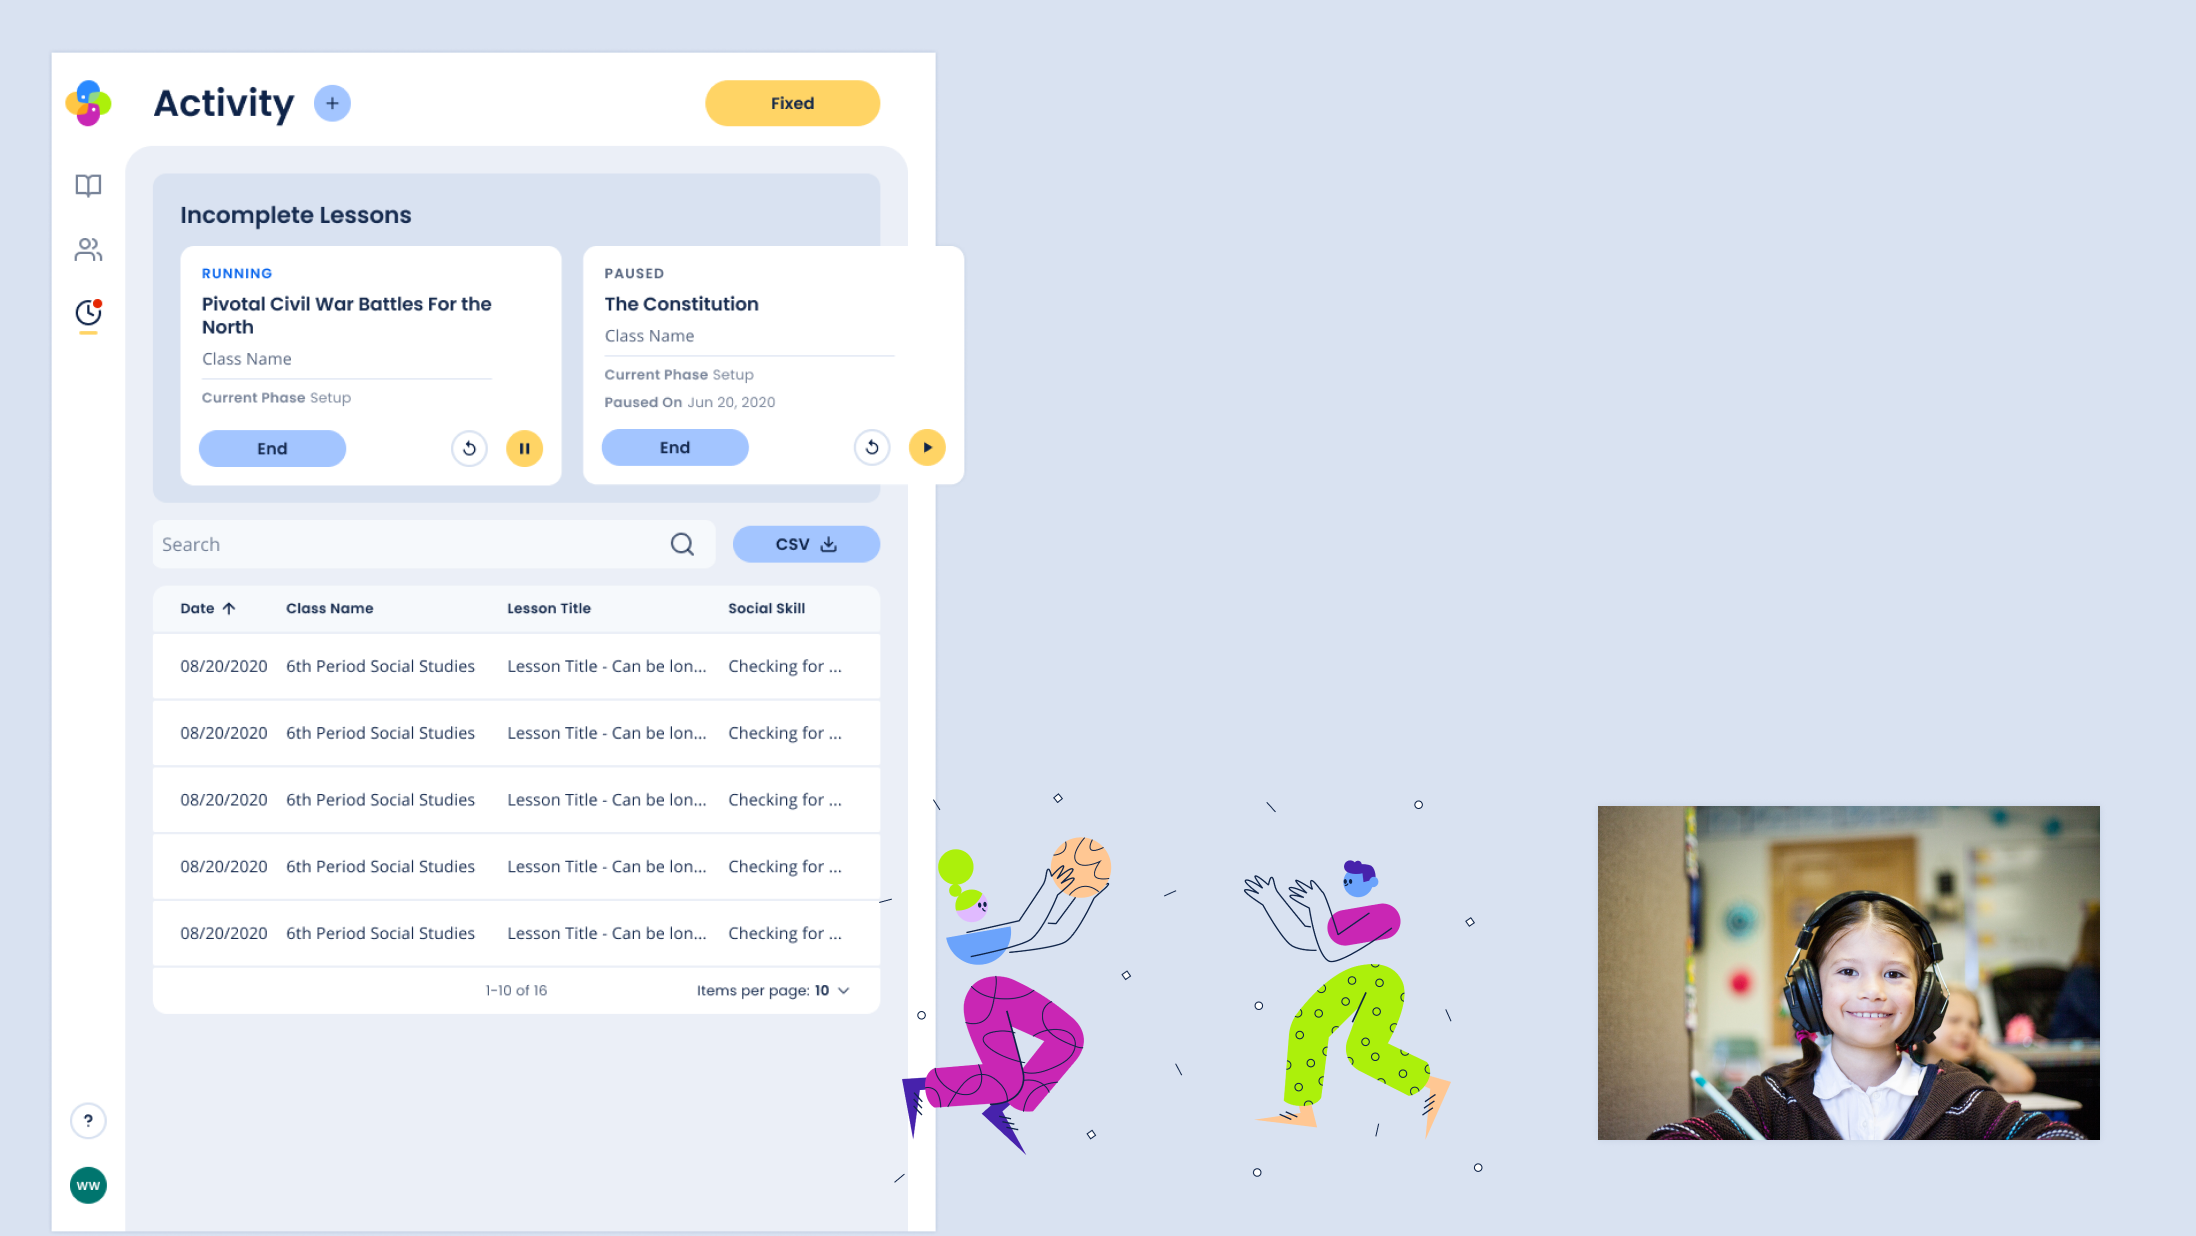 Activity
Fixed
Incomplete Lessons
RUNNING
Pivotal Civil War Battles For the
North
Class Name
Current Phase Setup
End
PAUSED
The Constitution
Class Name
Current Phase Setup
Paused On Jun 20, 2020
End
Search
CSV
Date Class Name Lesson Title Social Skill
08/20/2020 6th Period Social Studies Lesson Title - Can be lon... Checking for ...
08/20/2020 6th Period Social Studies Lesson Title - Can be lon... Checking for ...
08/20/2020 6th Period Social Studies Lesson Title - Can be lon... Checking for ...
08/20/2020 6th Period Social Studies Lesson Title - Can be lon... Checking for ...
08/20/2020 6th Period Social Studies Lesson Title - Can be lon... Checking for ...
1-10 of 16 Items per page: 10
?
WW